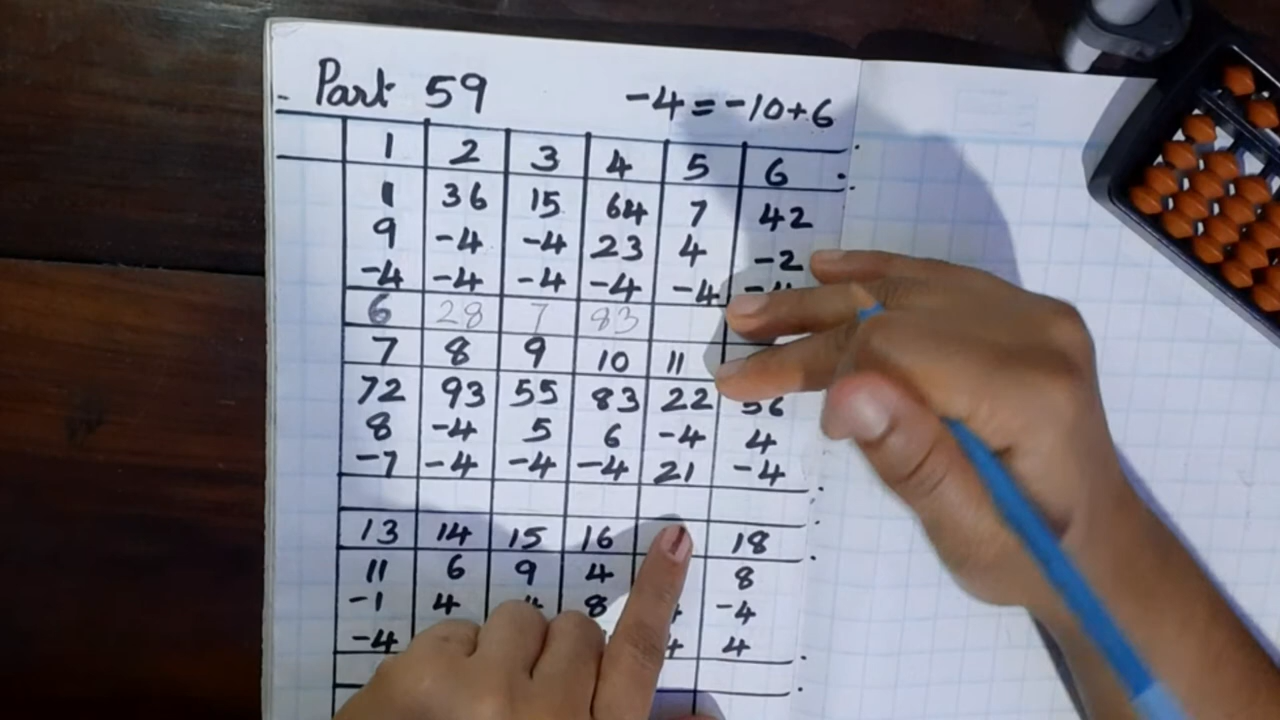 Part 59 -4 = -10+6
1 2 3 4 5 6
1 36 15 64 7 42
9 -4 -4 23 4 -2
-4 -4 -4 -4 -4
6 28 7 83
7 8 9 10 11
72 93 55 83 22 56
8 -4 5 6 -4 4
-7 -4 -4 -4 21 -4
13 14 15 16 18
11 6 9 4 8
-1 4 8 -4
-4 4